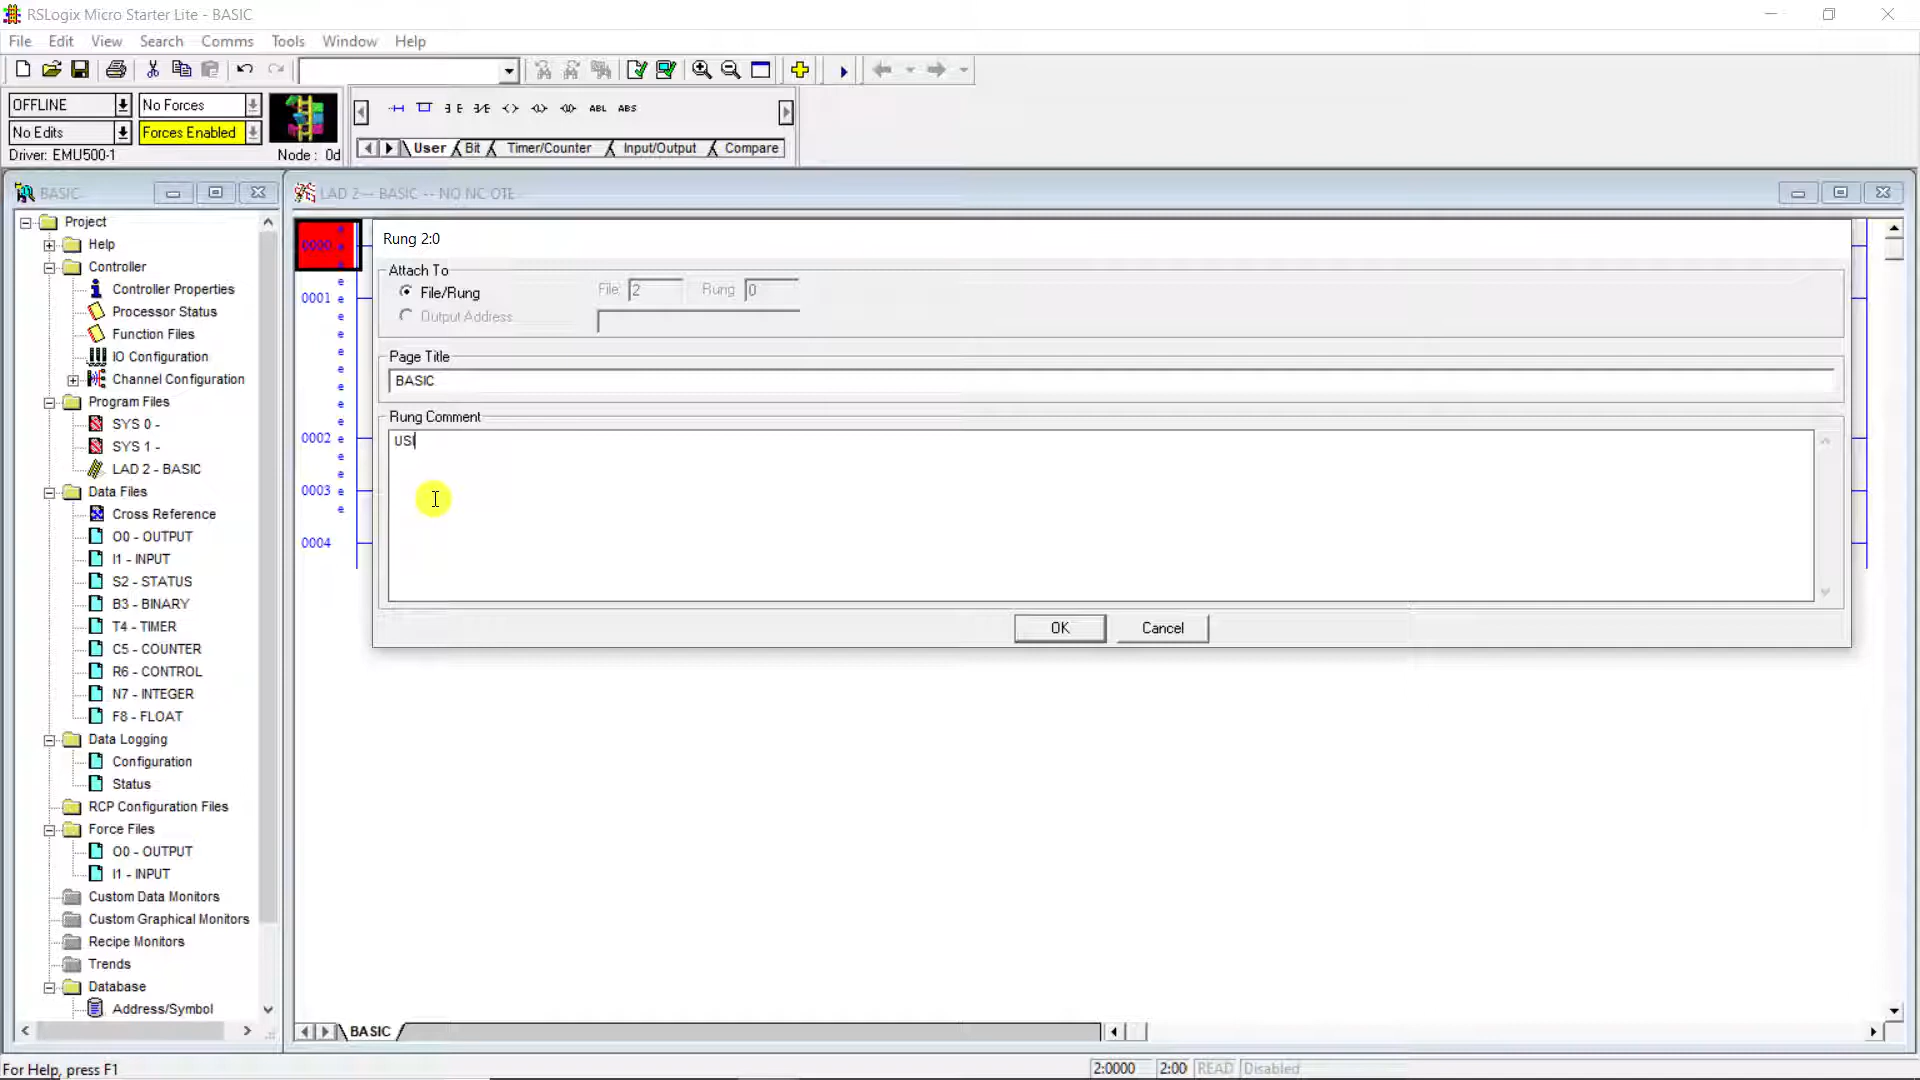 RSLogix Micro Starter Lite - BASIC
File Edit View Search Comms Tools Window Help
OFFLINE No Forces
No Edits Forces Enabled
Driver: EMU500-1 Node : 0d
ABL ABS
User Bit Timer/Counter Input/Output Compare
BASIC
Project
Help
Controller
Controller Properties
Processor Status
Function Files
IO Configuration
Channel Configuration
Program Files
SYS 0 -
SYS 1 -
LAD 2 - BASIC
Data Files
Cross Reference
O0 - OUTPUT
I1 - INPUT
S2 - STATUS
B3 - BINARY
T4 - TIMER
C5 - COUNTER
R6 - CONTROL
N7 - INTEGER
F8 - FLOAT
Data Logging
Configuration
Status
RCP Configuration Files
Force Files
O0 - OUTPUT
I1 - INPUT
Custom Data Monitors
Custom Graphical Monitors
Recipe Monitors
Trends
Database
Address/Symbol
LAD 2 -- BASIC -- NO NC OTE
0000
0001
0002
0003
0004
e
e
e
e
e
e
e
e
e
e
e
e
e
e
Rung 2:0
Attach To
File/Rung File 2 Rung 0
Output Address
Page Title
BASIC
Rung Comment
USI
OK Cancel
BASIC
For Help, press F1 2:0000 2:00 READ Disabled